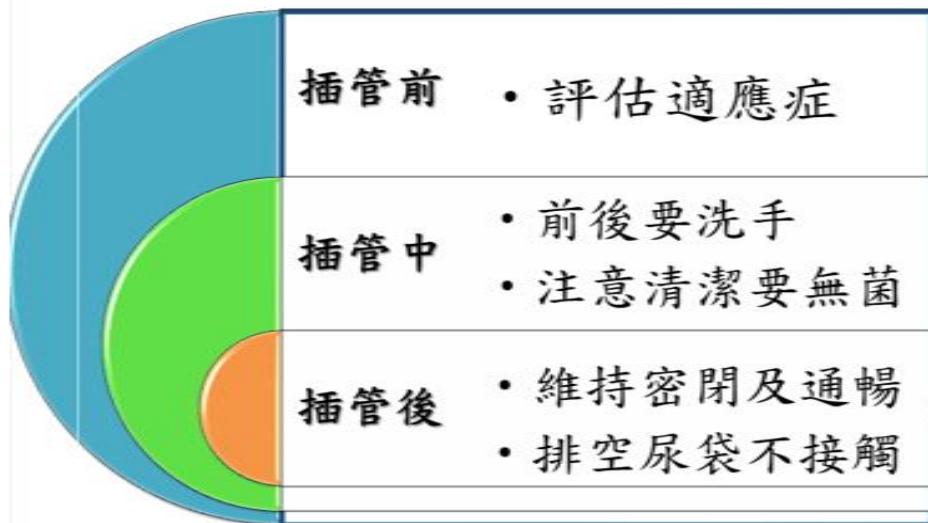 插管前
・評估適應症
插管中
・前後要洗手
・注意清潔要無菌
插管後
・維持密閉及通暢
・排空尿袋不接觸